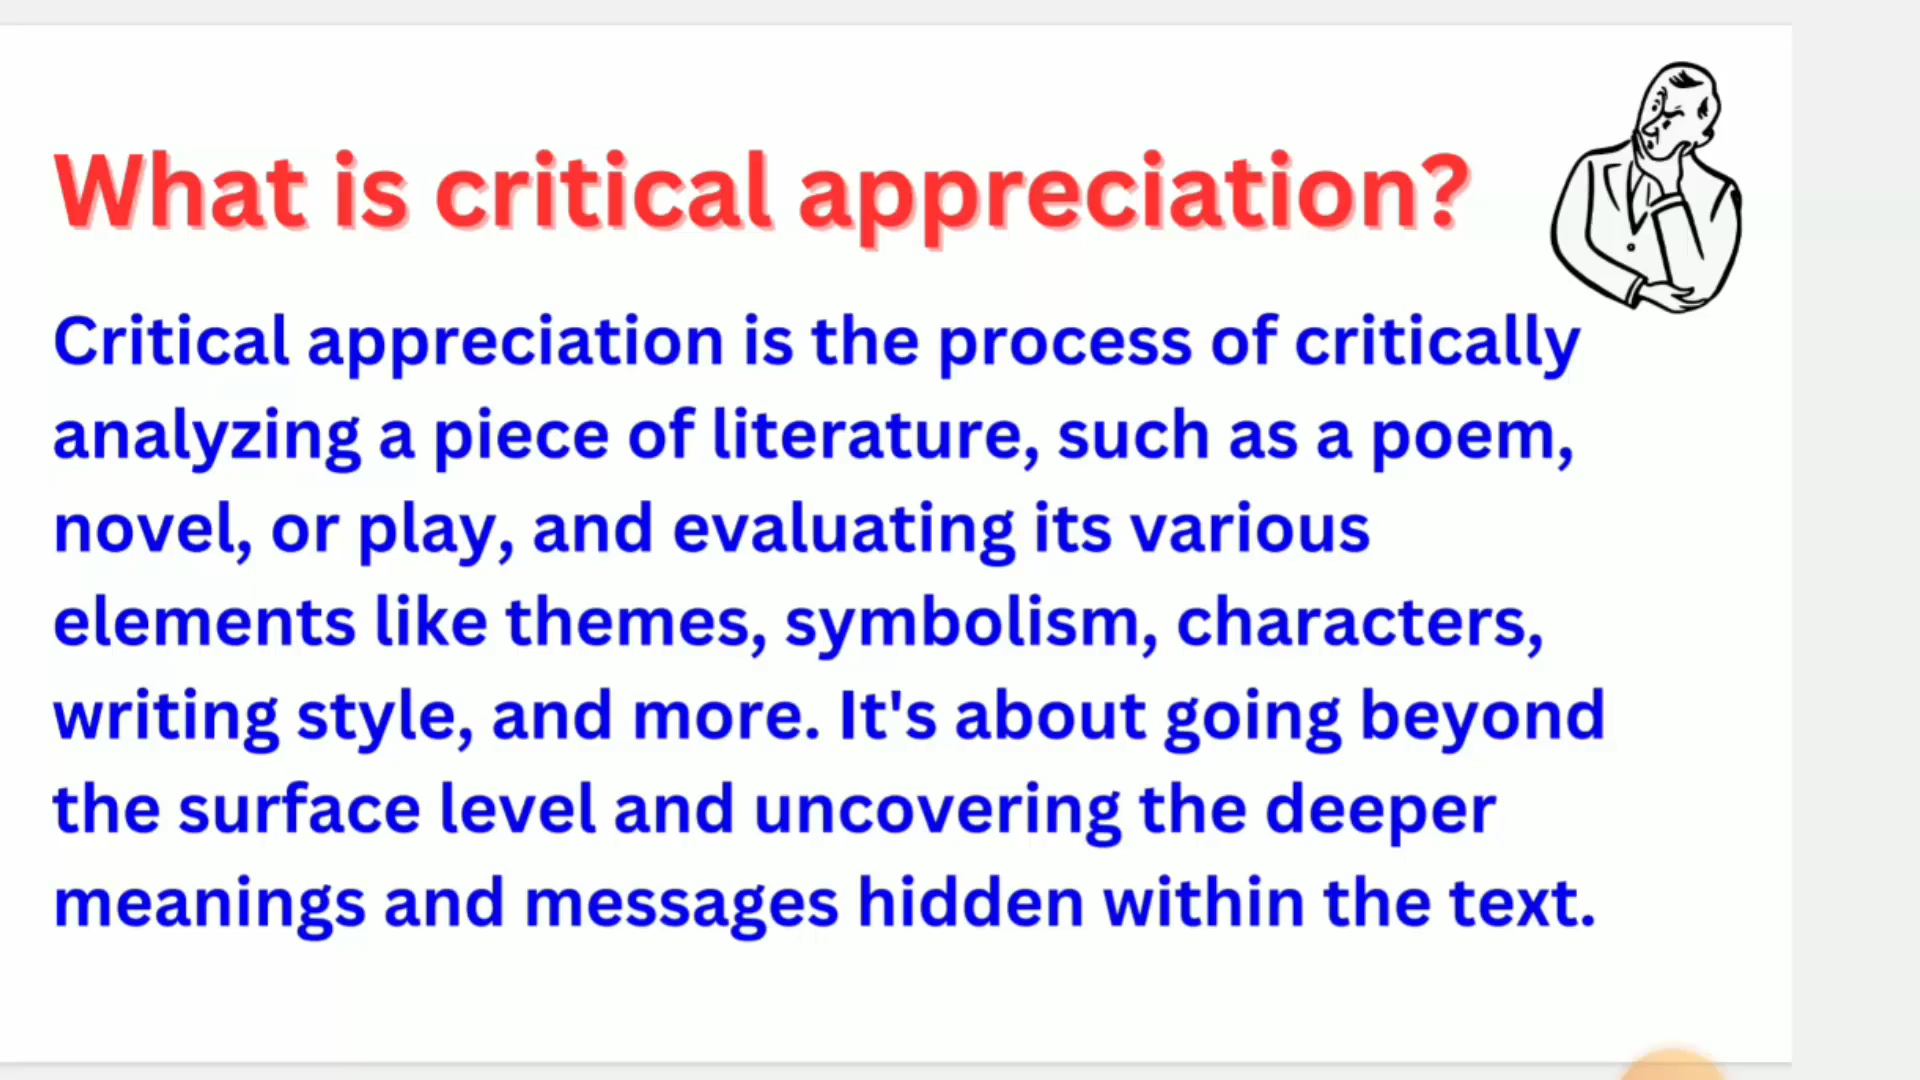 What is critical appreciation?
Critical appreciation is the process of critically
analyzing a piece of literature, such as a poem,
novel, or play, and evaluating its various
elements like themes, symbolism, characters,
writing style, and more. It's about going beyond
the surface level and uncovering the deeper
meanings and messages hidden within the text.